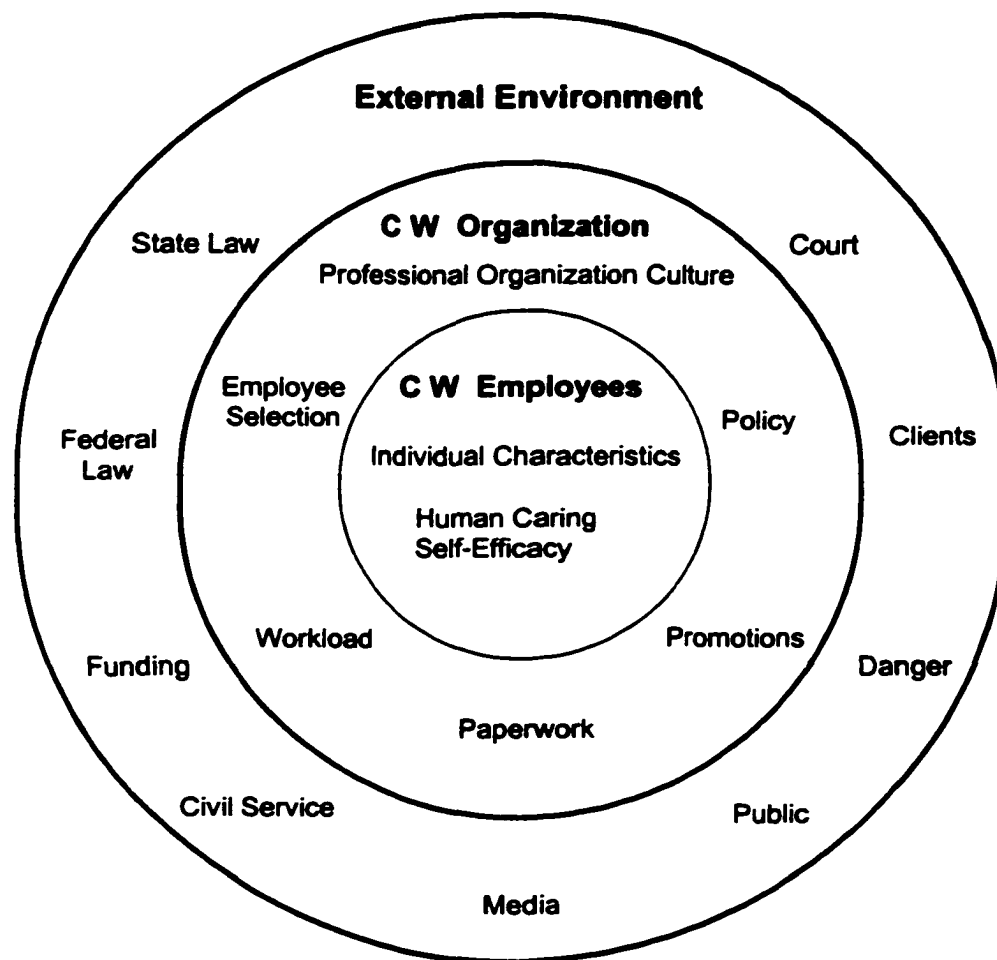 External Environment
C W Organization
State Law
Court
Professional Organization Culture
Employee
Selection
C W Employees
Policy
Federal
Law
Clients
Individual Characteristics
Human Caring
Self-Efficacy
Workload
Promotions
Funding
Danger
Paperwork
Civil Service
Public
Media